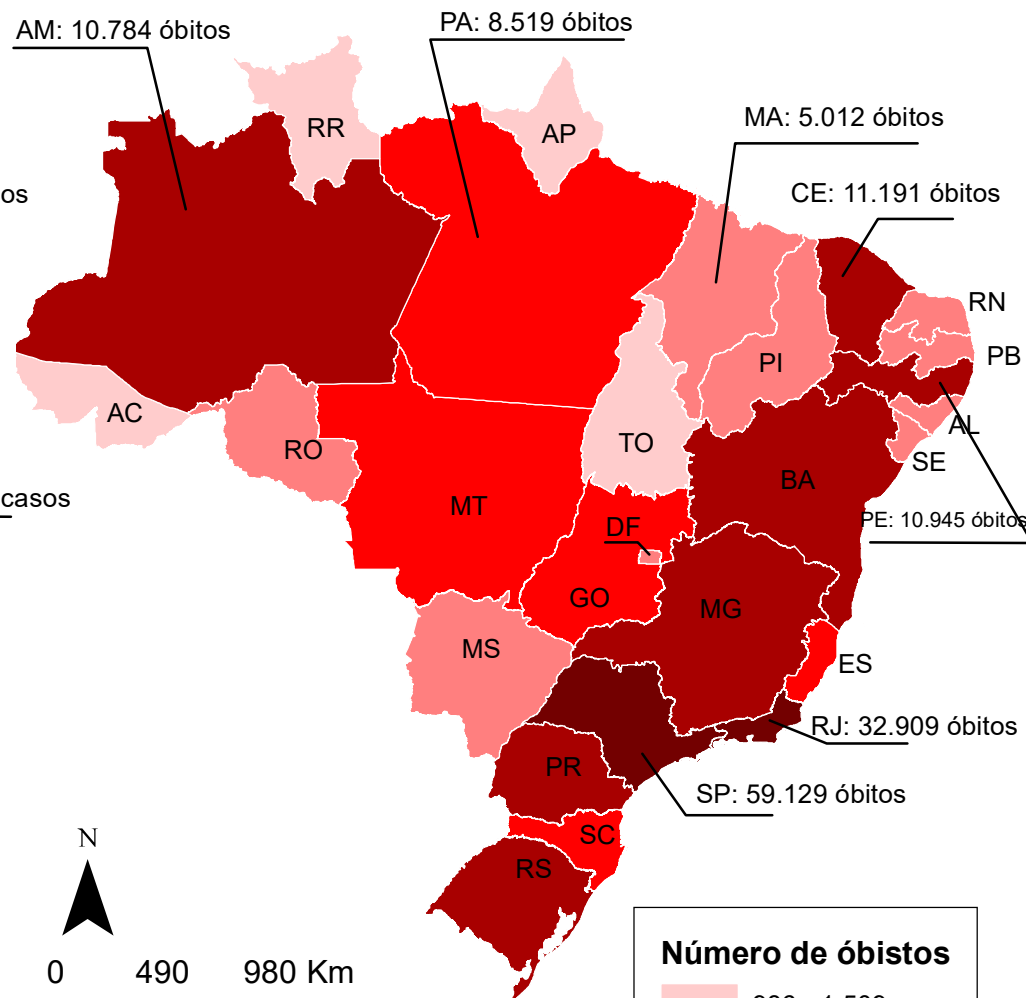 AM: 10.784 óbitos
PA: 8.519 óbitos
RR
AP
MA: 5.012 óbitos
CE: 11.191 óbitos
RN
PB
PI
AC
TO
AL
RO
SE
BA
casos
MT
DF
PE: 10.945 óbitos
GO
MG
MS
ES
RJ: 32.909 óbitos
PR
SP: 59.129 óbitos
N
SC
RS
0 490 980 Km
Número de óbistos